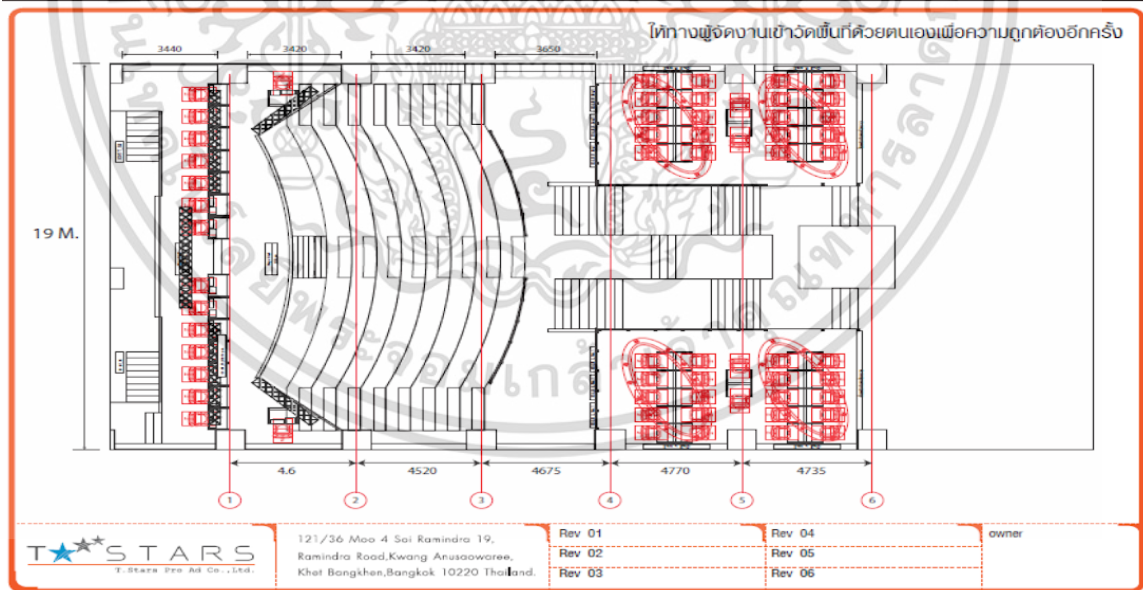 ให้ทางผู้จัดงานเข้าวัดพื้นที่ด้วยตนเองเพื่อความถูกต้องอีกครั้ง
3440 3420 3420 3650
19 M.
4.6 4520 4675 4770 4735
1 2 3 4 5 6
T STARS
T.Stars Pro Ad Co.,Ltd.
121/36 Moo 4 Soi Ramindra 19,
Ramindra Road,Kwang Anusaowaree,
Khet Bangkhen,Bangkok 10220 Thailand.
Rev 01
Rev 02
Rev 03
Rev 04
Rev 05
Rev 06
owner